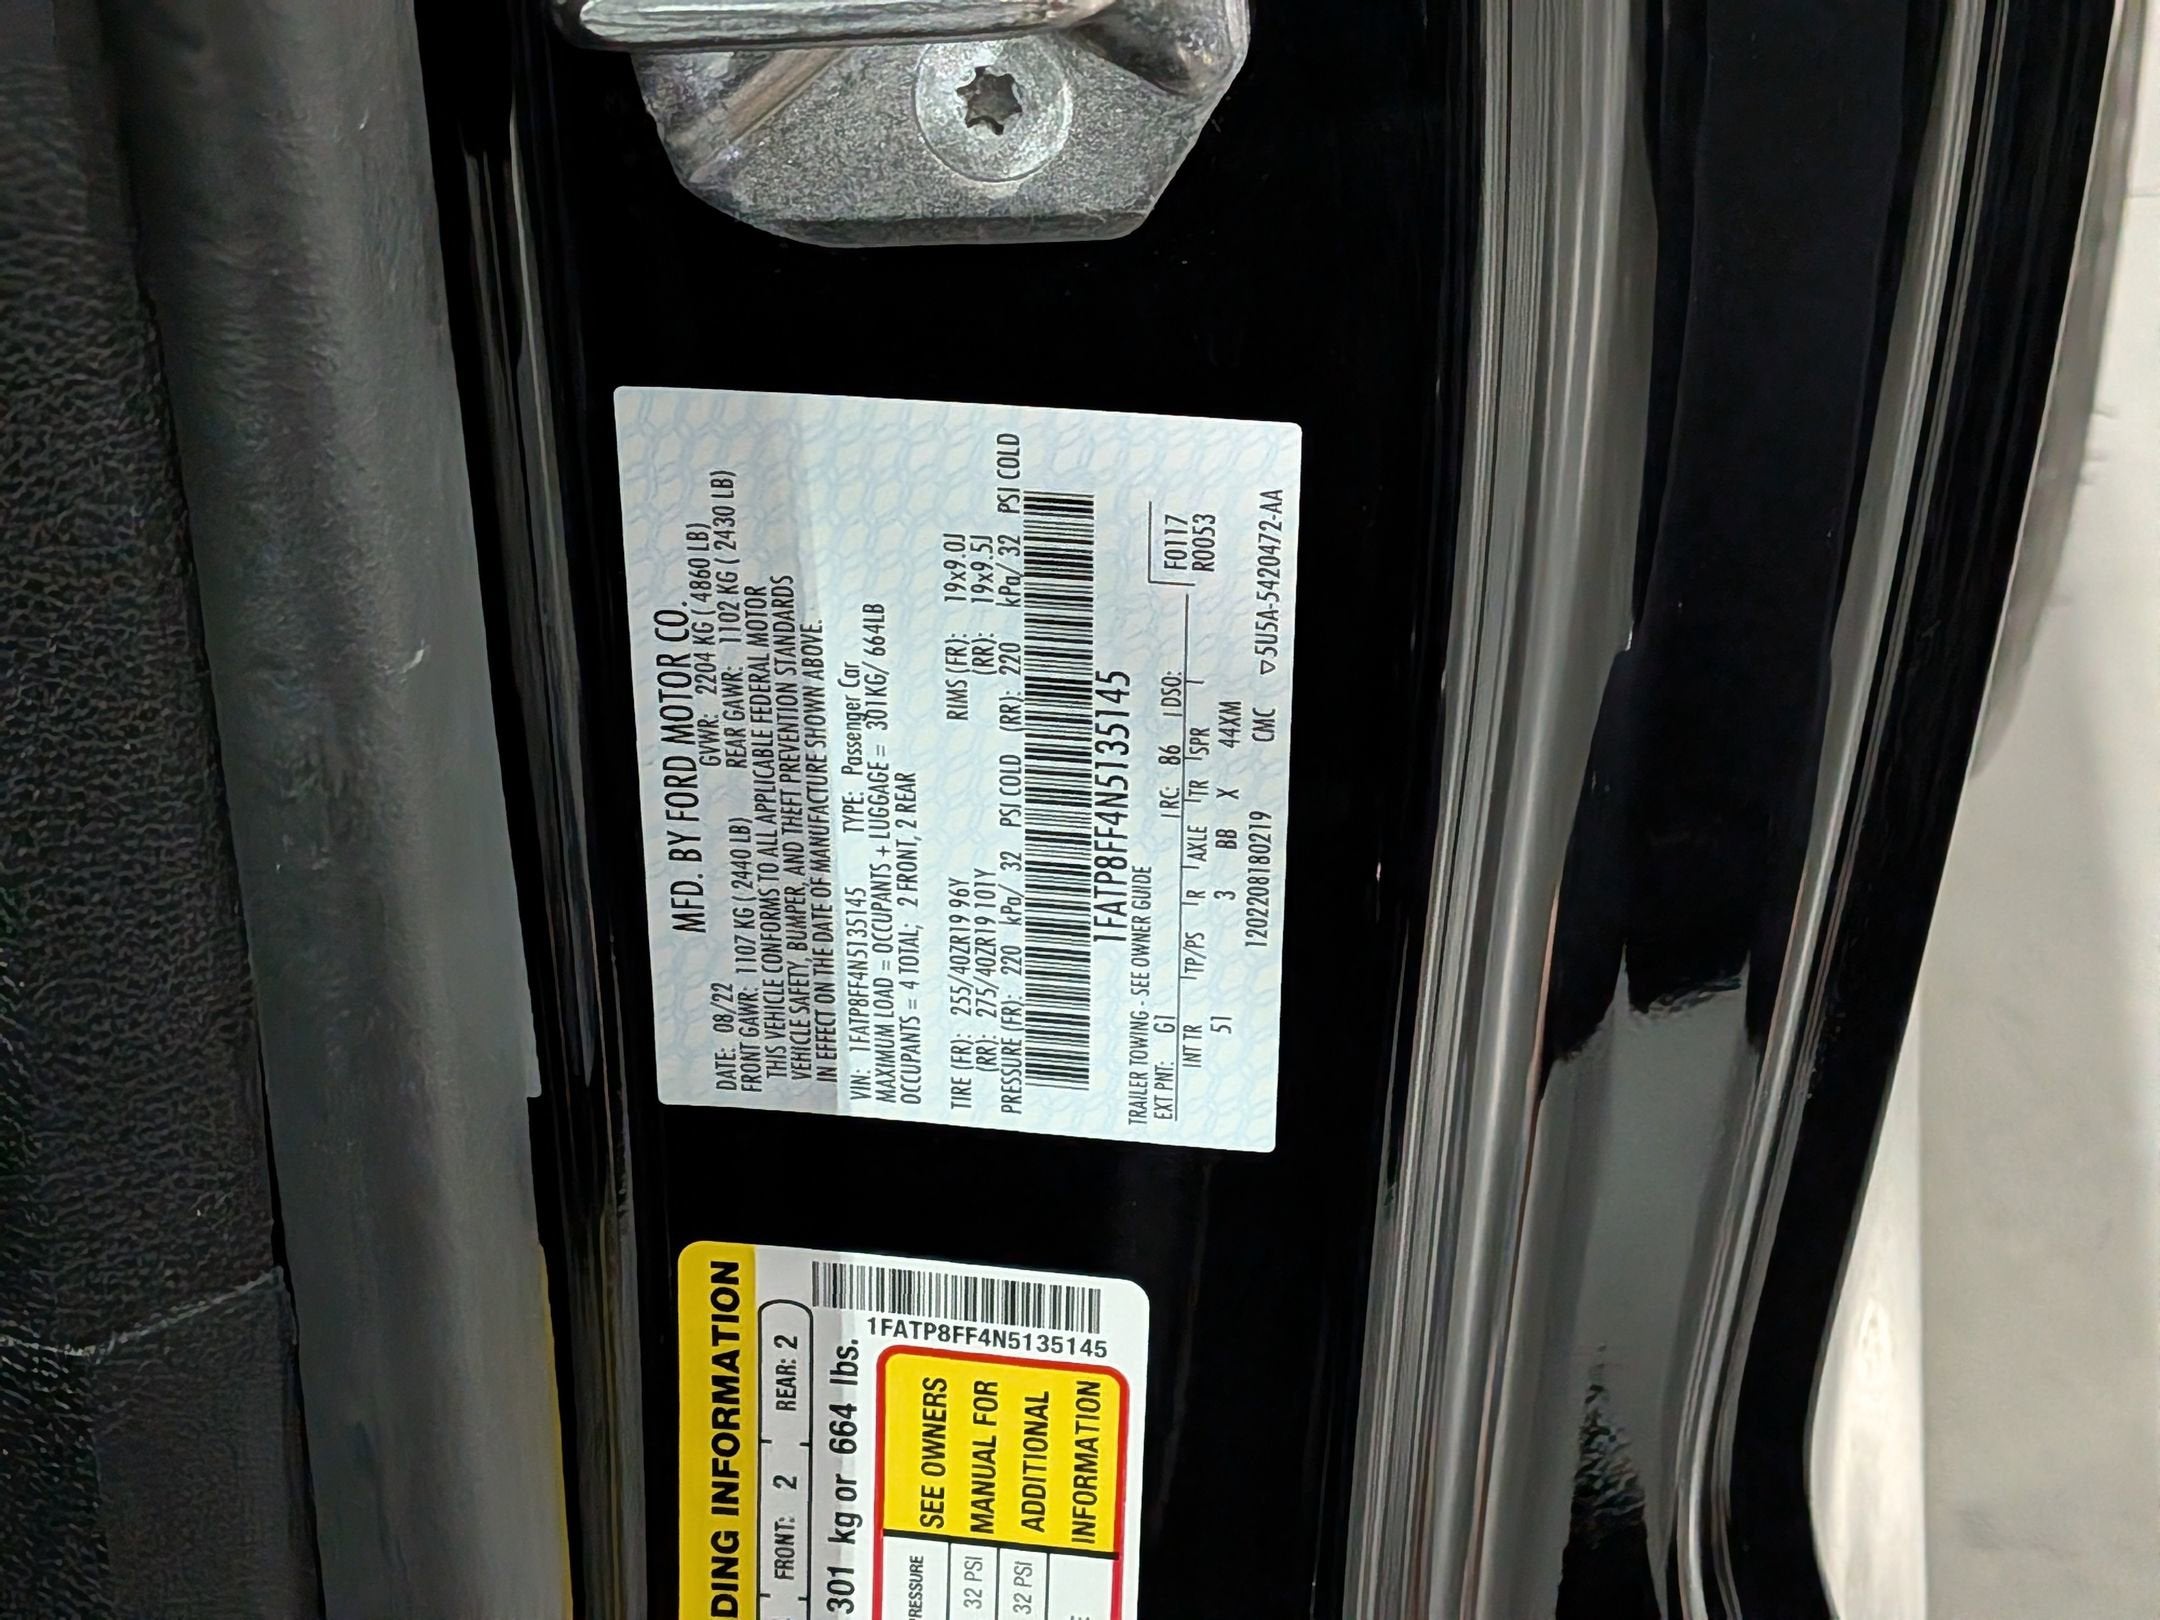 MFD. BY FORD MOTOR CO.
DATE: 08/22 GVWR: 2204 KG ( 4860 LB)
FRONT GAWR: 1107 KG ( 2440 LB) REAR GAWR: 1102 KG ( 2430 LB)
THIS VEHICLE CONFORMS TO ALL APPLICABLE FEDERAL MOTOR
VEHICLE SAFETY, BUMPER, AND THEFT PREVENTION STANDARDS
IN EFFECT ON THE DATE OF MANUFACTURE SHOWN ABOVE.
VIN: 1FATP8FF4N5135145 TYPE: Passenger Car
MAXIMUM LOAD = OCCUPANTS + LUGGAGE = 301KG/ 664LB
OCCUPANTS = 4 TOTAL; 2 FRONT, 2 REAR
TIRE (FR): 255/40ZR19 96Y RIMS (FR): 19x9.0J
(RR): 275/40ZR19 101Y (RR): 19x9.5J
PRESSURE (FR): 220 kPa/ 32 PSI COLD (RR): 220 kPa/ 32 PSI COLD
1FATP8FF4N5135145
TRAILER TOWING - SEE OWNER GUIDE
EXT PNT: G1 RC: 86 DSO: F0117
INT TR TP/PS R AXLE TR SPR R0053
51 3 BB X 44XM
1202208180219 CMC ▽5U5A-5420472-AA
DING INFORMATION
FRONT: 2 REAR: 2
301 kg or 664 lbs.
1FATP8FF4N5135145
PRESSURE SEE OWNERS
32 PSI MANUAL FOR
32 PSI ADDITIONAL
INFORMATION